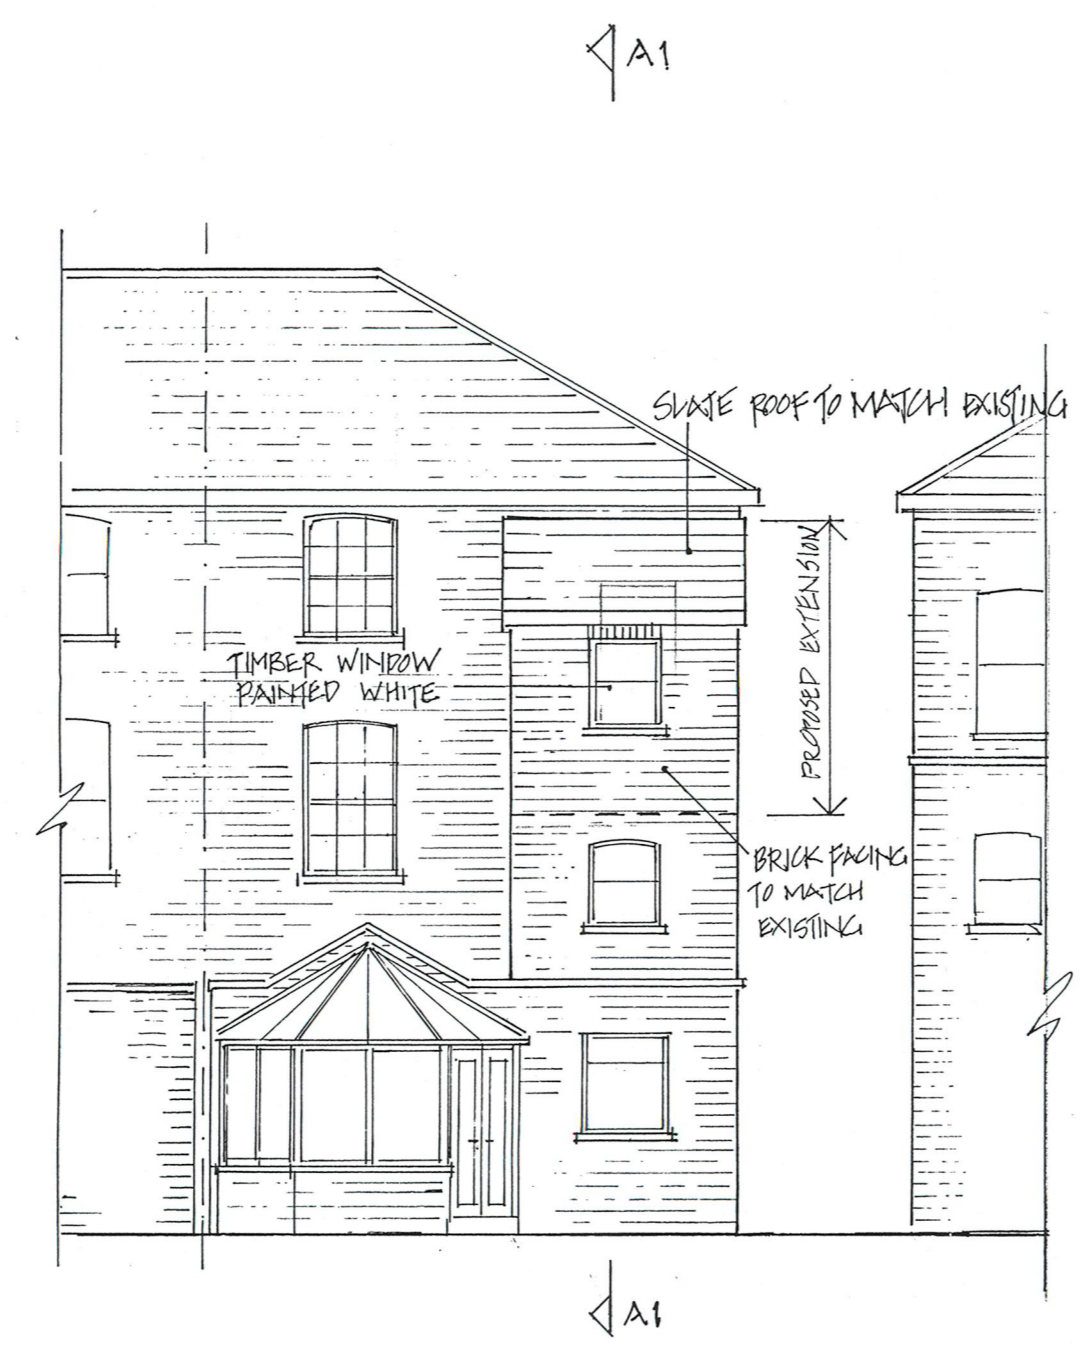 A1
SLATE ROOF TO MATCH EXISTING
PROPOSED EXTENSION
TIMBER WINDOW
PAINTED WHITE
BRICK FACING
TO MATCH
EXISTING
A1